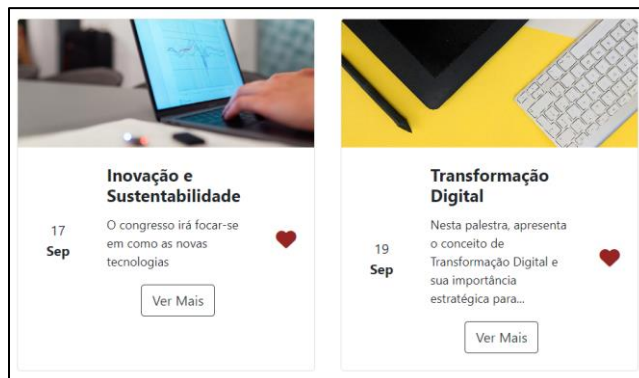 Inovação e
Sustentabilidade
17
Sep
O congresso irá focar-se
em como as novas
tecnologias
Ver Mais
Transformação
Digital
19
Sep
Nesta palestra, apresenta
o conceito de
Transformação Digital e
sua importância
estratégica para...
Ver Mais